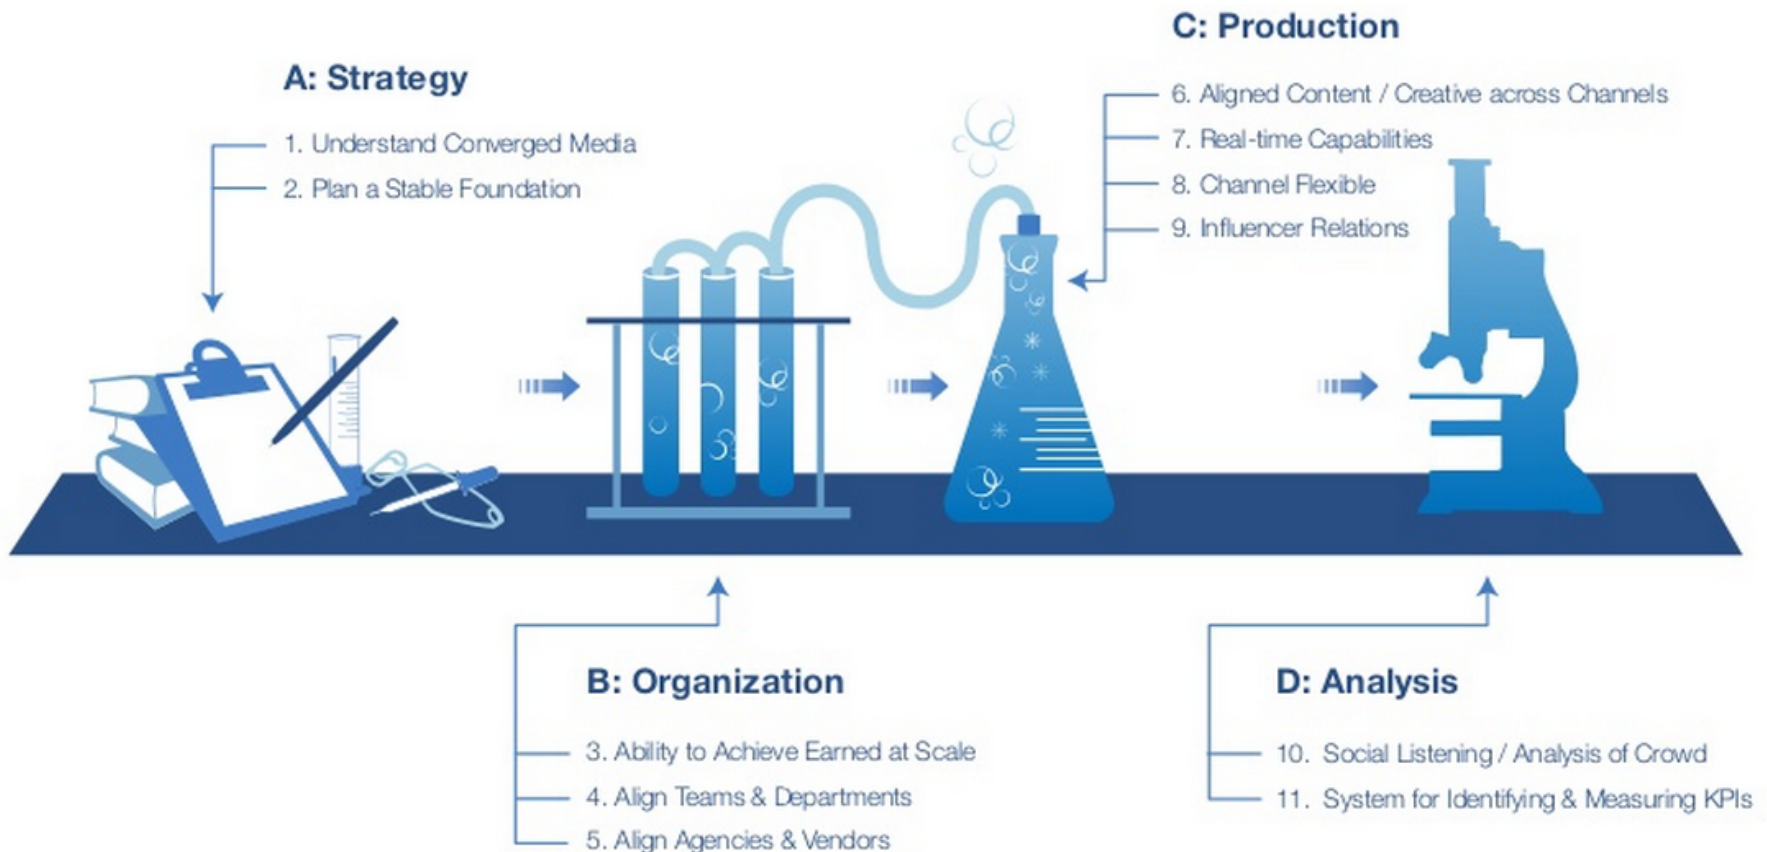 A: Strategy
1. Understand Converged Media
2. Plan a Stable Foundation
B: Organization
3. Ability to Achieve Earned at Scale
4. Align Teams & Departments
5. Align Agencies & Vendors
C: Production
6. Aligned Content / Creative across Channels
7. Real-time Capabilities
8. Channel Flexible
9. Influencer Relations
D: Analysis
10. Social Listening / Analysis of Crowd
11. System for Identifying & Measuring KPIs